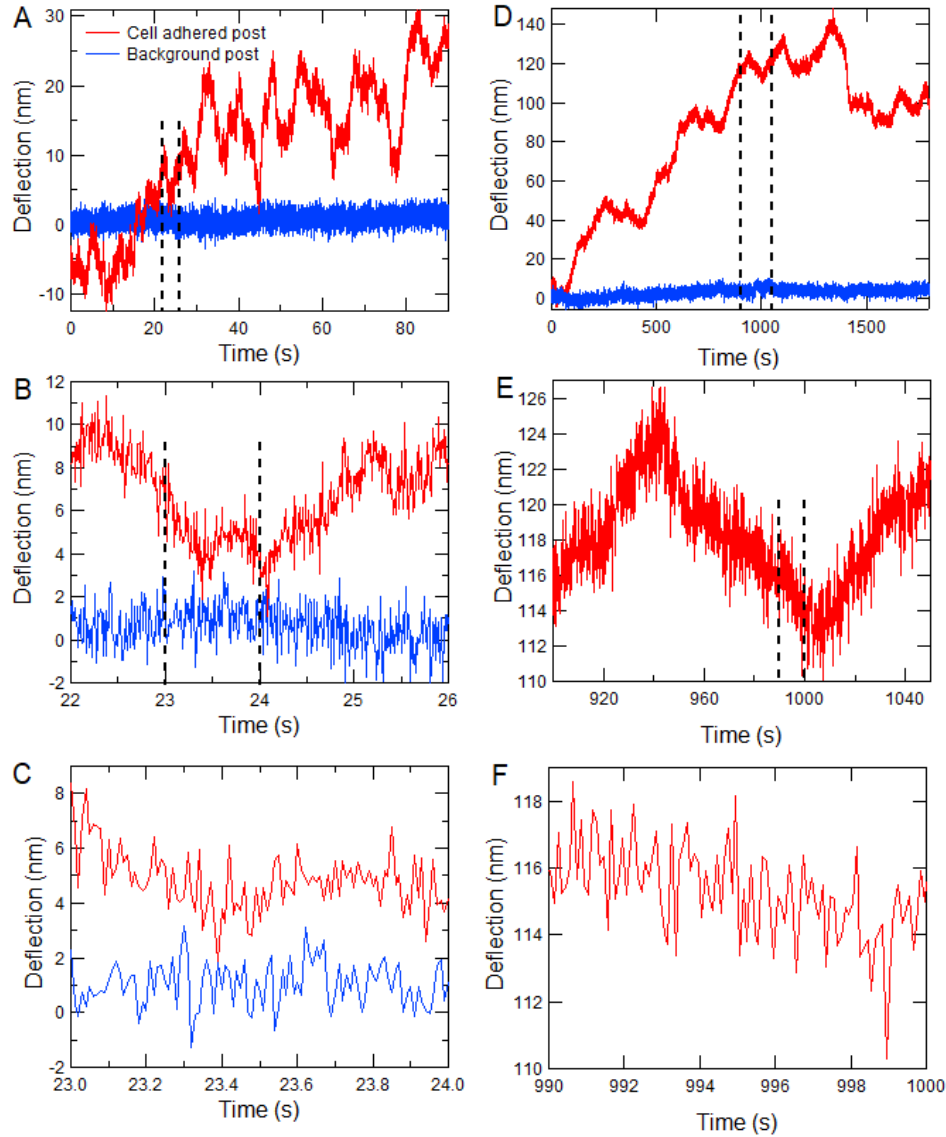 A
Cell adhered post
Background post
Deflection (nm)
30
20
10
0
-10
0 20 40 60 80
Time (s)
D
Deflection (nm)
140
120
100
80
60
40
20
0
0 500 1000 1500
Time (s)
B
Deflection (nm)
12
10
8
6
4
2
0
-2
22 23 24 25 26
Time (s)
E
Deflection (nm)
126
124
122
120
118
116
114
112
110
920 960 1000 1040
Time (s)
C
Deflection (nm)
8
6
4
2
0
-2
23.0 23.2 23.4 23.6 23.8 24.0
Time (s)
F
Deflection (nm)
118
116
114
112
110
990 992 994 996 998 1000
Time (s)